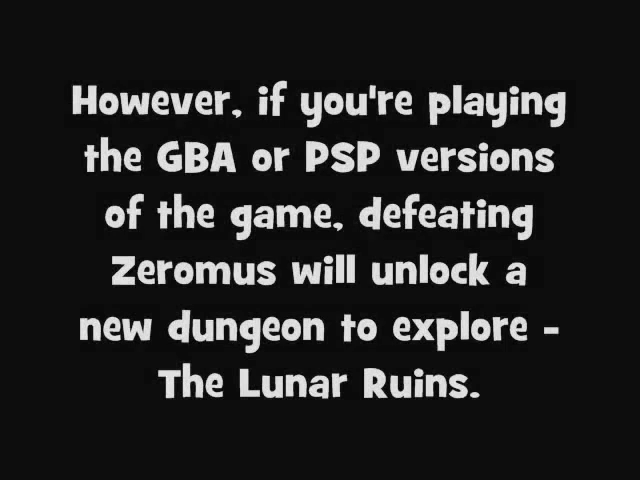 However, if you're playing
the GBA or PSP versions
of the game, defeating
Zeromus will unlock a
new dungeon to explore -
The Lunar Ruins.